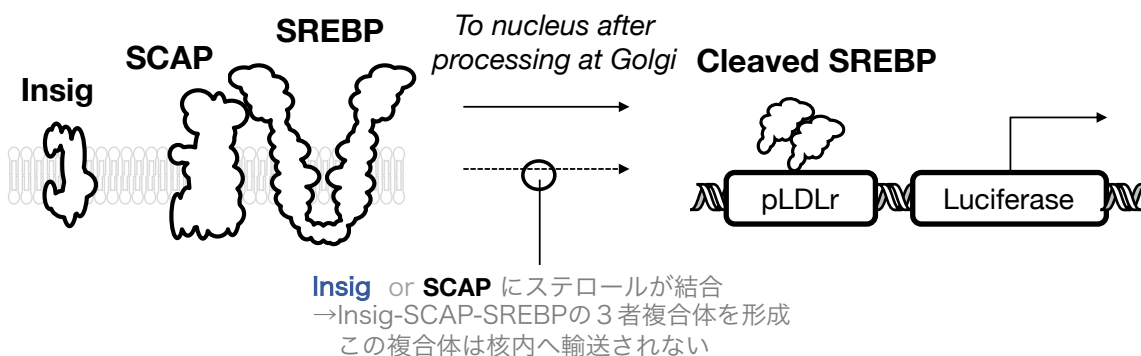 SREBP
SCAP
Insig
To nucleus after
processing at Golgi
Cleaved SREBP
pLDLr
Luciferase
Insig or SCAP にステロールが結合
→Insig-SCAP-SREBPの３者複合体を形成
この複合体は核内へ輸送されない